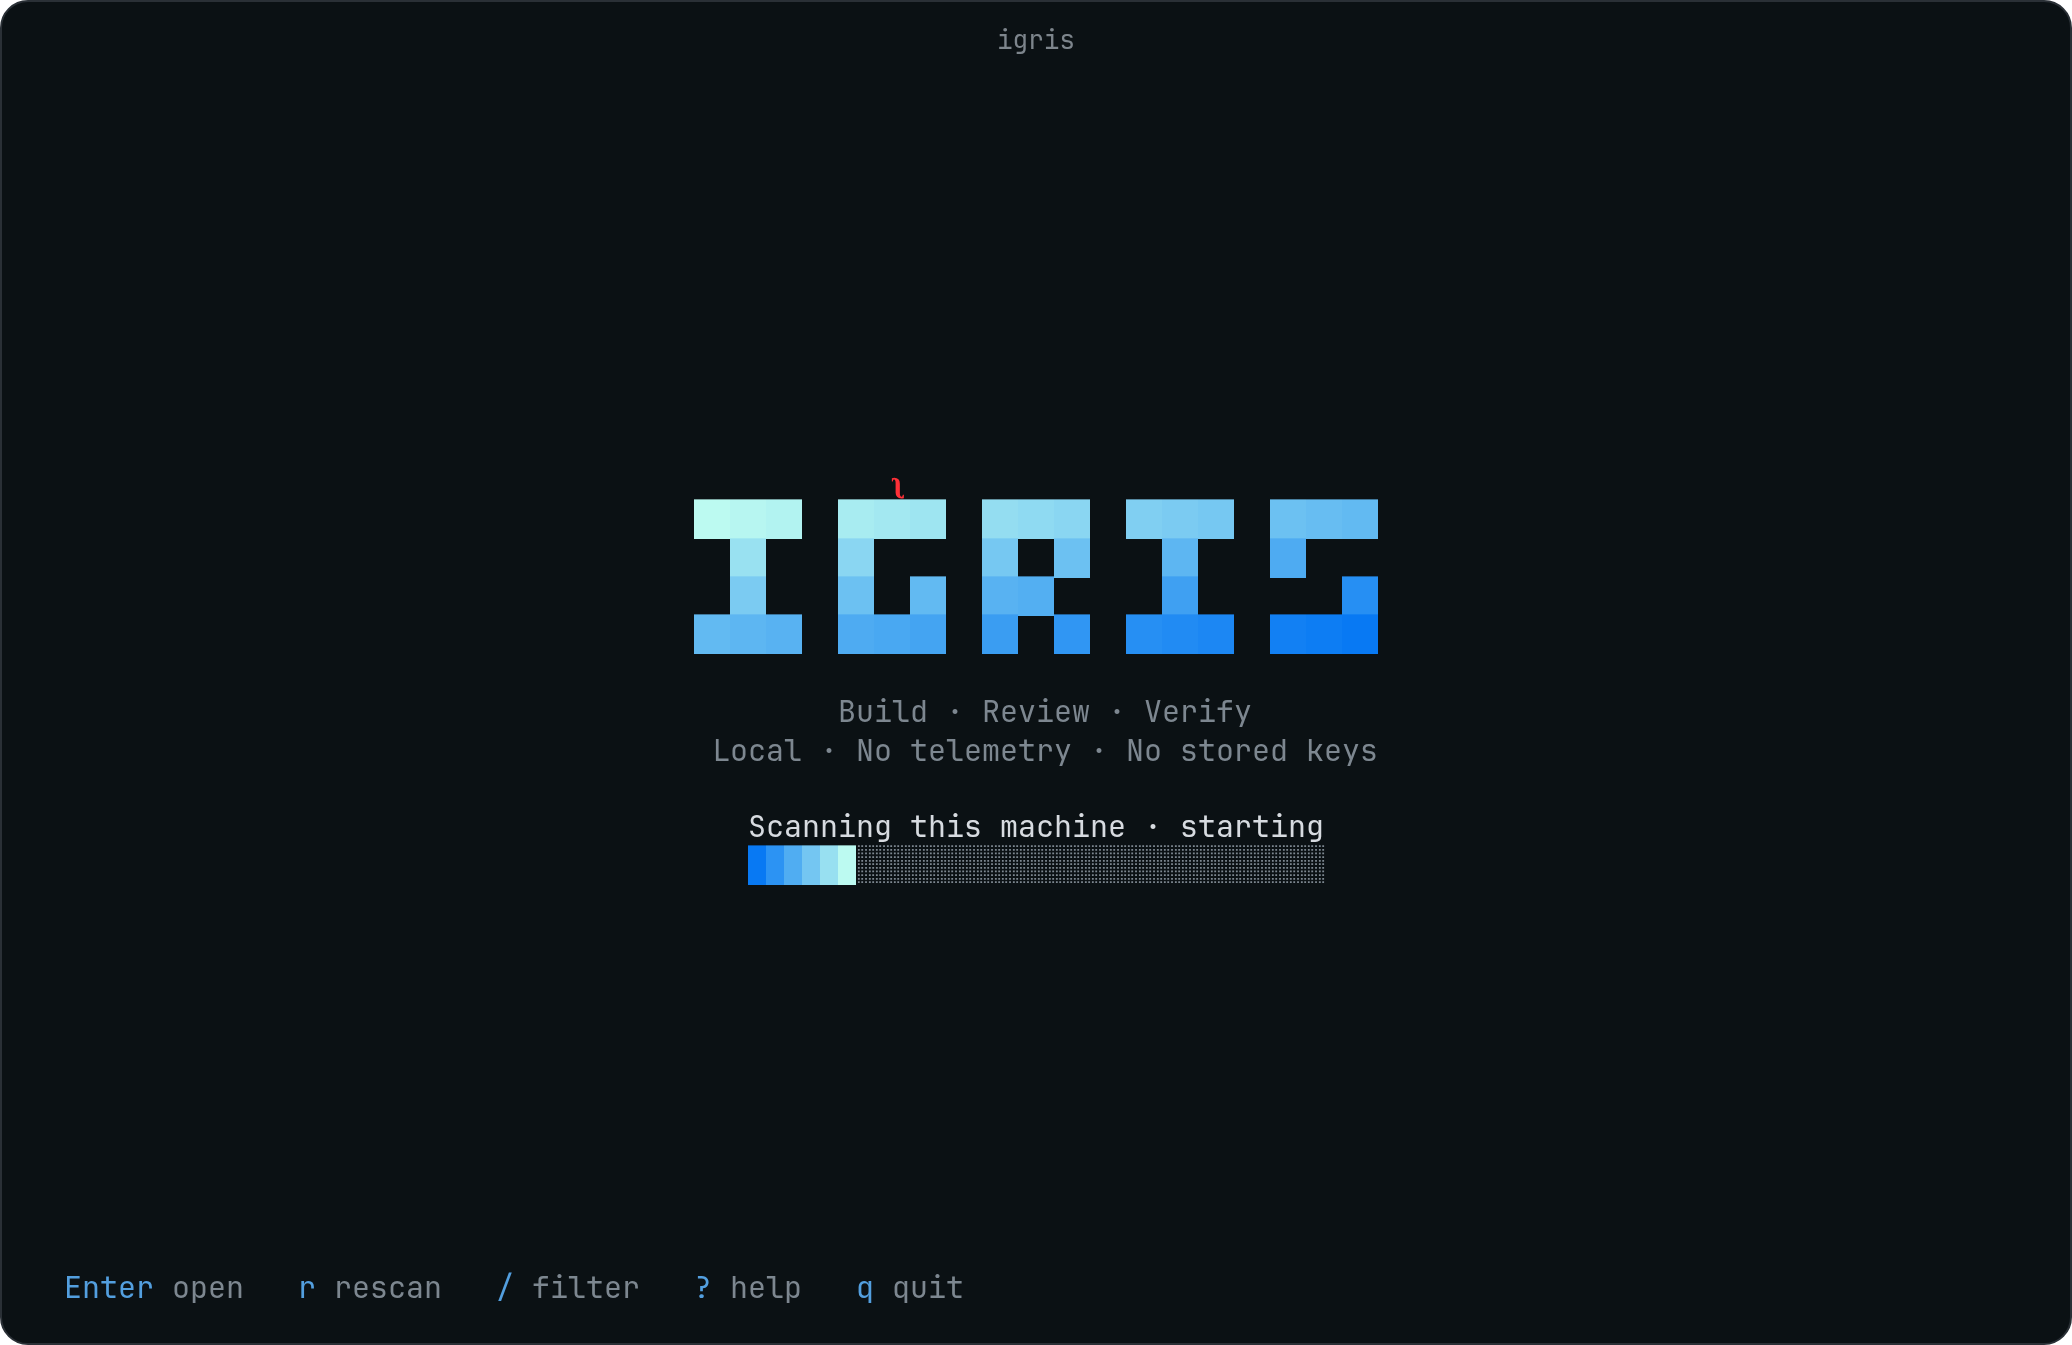 igris
IGRIS
Build · Review · Verify
Local · No telemetry · No stored keys
Scanning this machine · starting
Enter open r rescan / filter ? help q quit